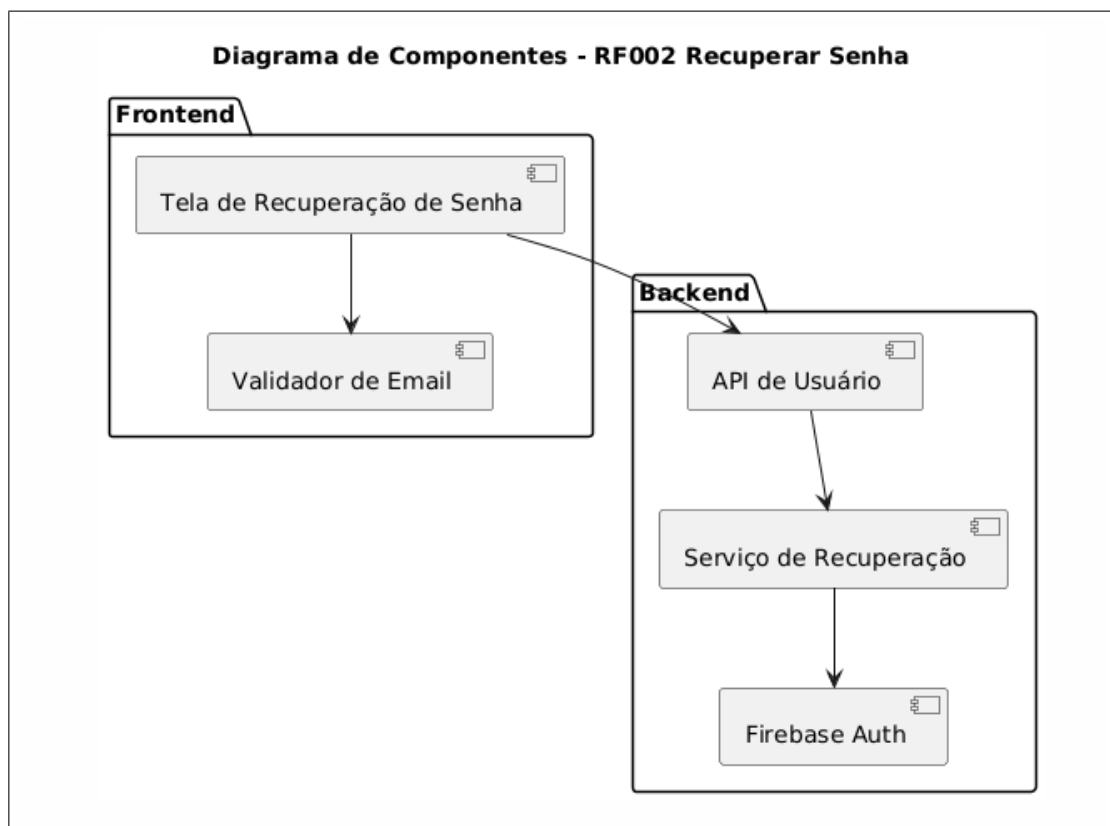 Diagrama de Componentes - RF002 Recuperar Senha
Frontend
Tela de Recuperação de Senha
Validador de Email
Backend
API de Usuário
Serviço de Recuperação
Firebase Auth